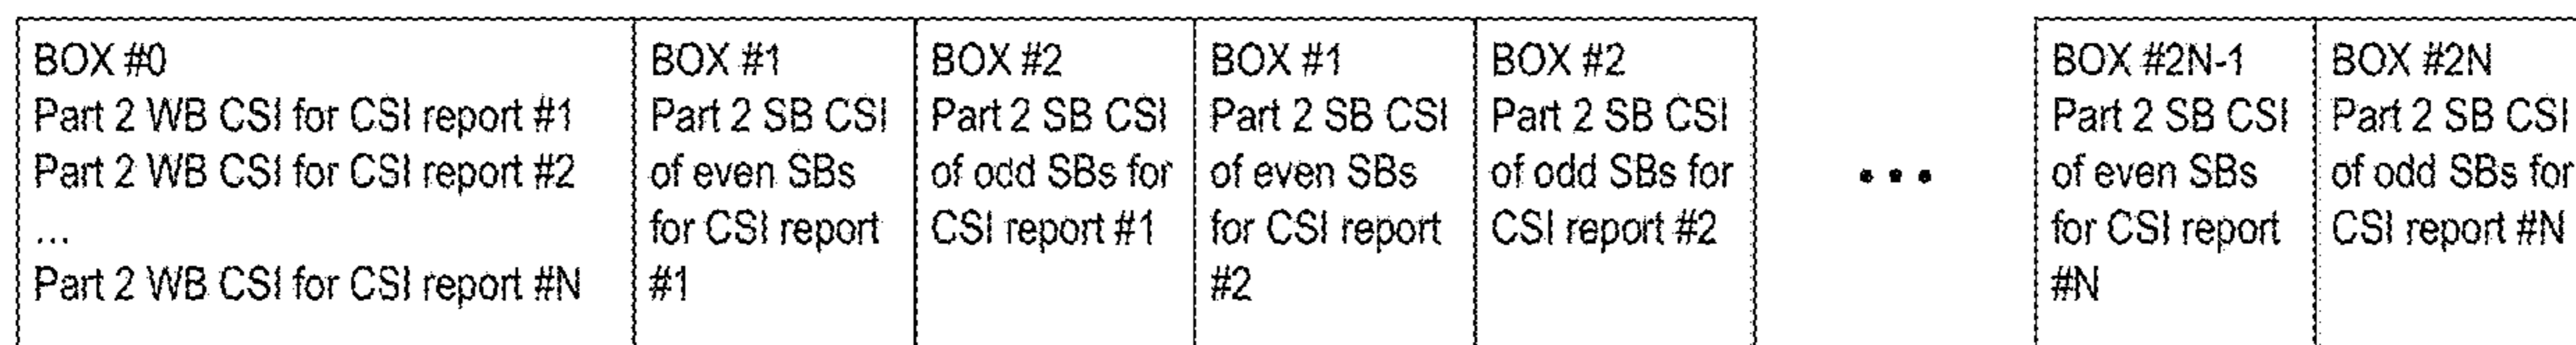 BOX #0
Part 2 WB CSI for CSI report #1
Part 2 WB CSI for CSI report #2
...
Part 2 WB CSI for CSI report #N
BOX #1
Part 2 SB CSI
of even SBs
for CSI report
#1
BOX #2
Part 2 SB CSI
of odd SBs for
CSI report #1
BOX #1
Part 2 SB CSI
of even SBs
for CSI report
#2
BOX #2
Part 2 SB CSI
of odd SBs for
CSI report #2
...
BOX #2N-1
Part 2 SB CSI
of even SBs
for CSI report
#N
BOX #2N
Part 2 SB CSI
of odd SBs for
CSI report #N